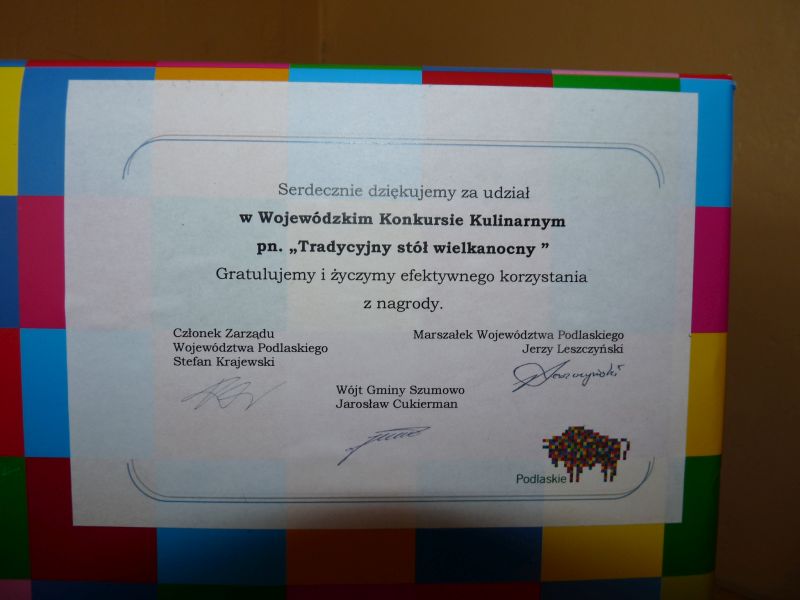 Serdecznie dziękujemy za udział
w Wojewódzkim Konkursie Kulinarnym
pn. „Tradycyjny stół wielkanocny ”
Gratulujemy i życzymy efektywnego korzystania
z nagrody.
Członek Zarządu
Województwa Podlaskiego
Stefan Krajewski
Marszałek Województwa Podlaskiego
Jerzy Leszczyński
Wójt Gminy Szumowo
Jarosław Cukierman
Podlaskie